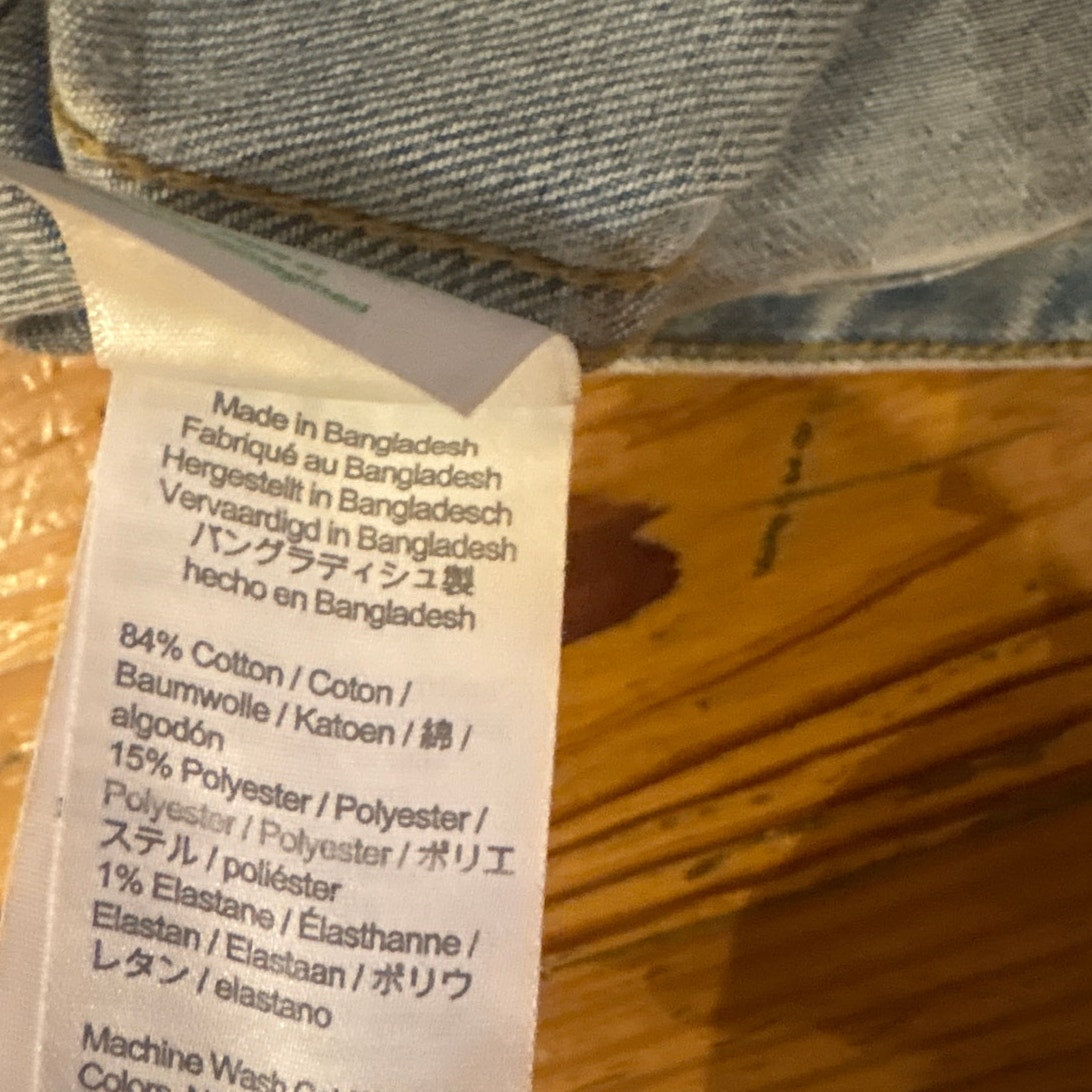 Made in Bangladesh
Fabriqué au Bangladesh
Hergestellt in Bangladesch
Vervaardigd in Bangladesh
バングラディシュ製
hecho en Bangladesh
84% Cotton / Coton /
Baumwolle / Katoen / 綿 /
algodón
15% Polyester / Polyester /
Polyester / Polyester / ポリエ
ステル / poliéster
1% Elastane / Élasthanne /
Elastan / Elastaan / ポリウ
レタン / elastano
Machine Wash